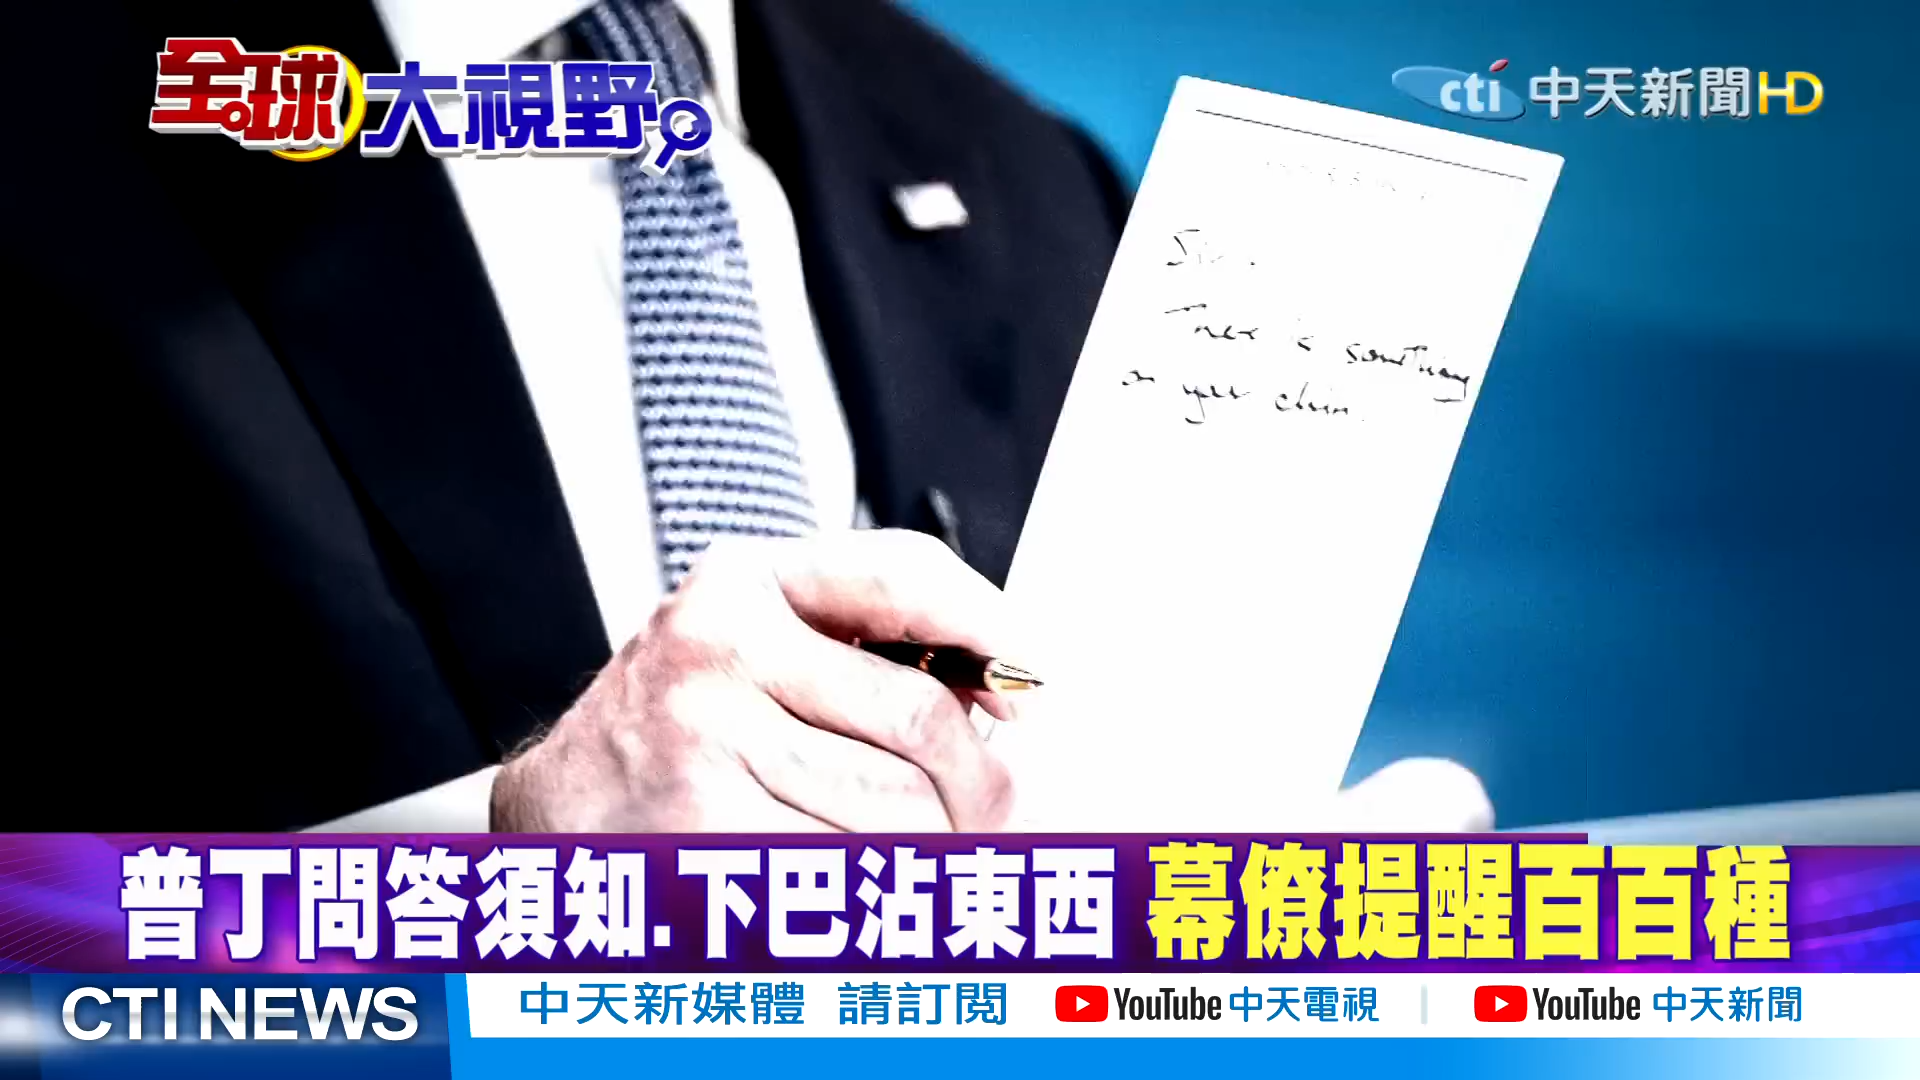 全球大視野
cti 中天新聞HD
Sir.
There is something
on your chin.
普丁問答須知.下巴沾東西 幕僚提醒百百種
CTI NEWS 中天新媒體 請訂閱 YouTube 中天電視 | YouTube 中天新聞